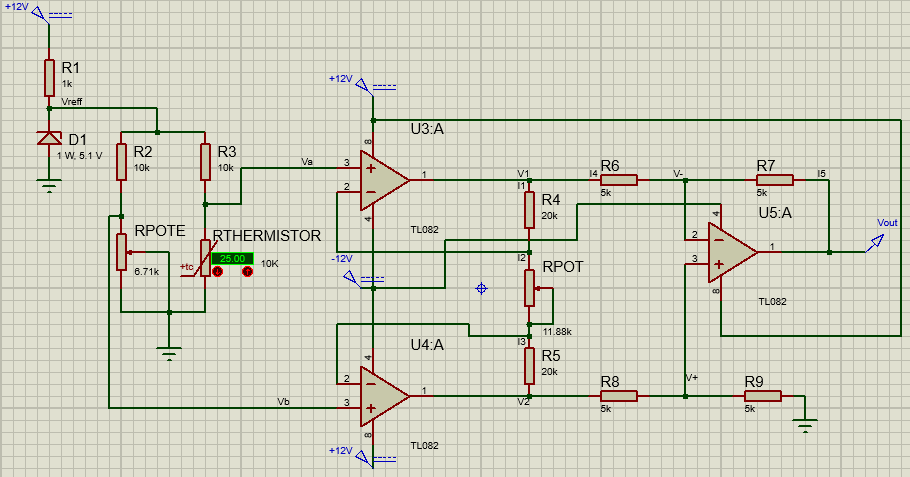 +12V
R1
1k
Vreff
D1
1 W, 5.1 V
R2
10k
R3
10k
RPOTE
6.71k
RTHERMISTOR
+tc
25.00
10K
Va
Vb
+12V
U3:A
8
3
2
1
4
TL082
-12V
U4:A
4
2
3
1
8
TL082
+12V
V1
I1
R4
20k
I2
RPOT
11.88k
I3
R5
20k
V2
I4
R6
5k
V-
R7
5k
I5
U5:A
4
2
3
1
8
TL082
Vout
R8
5k
V+
R9
5k